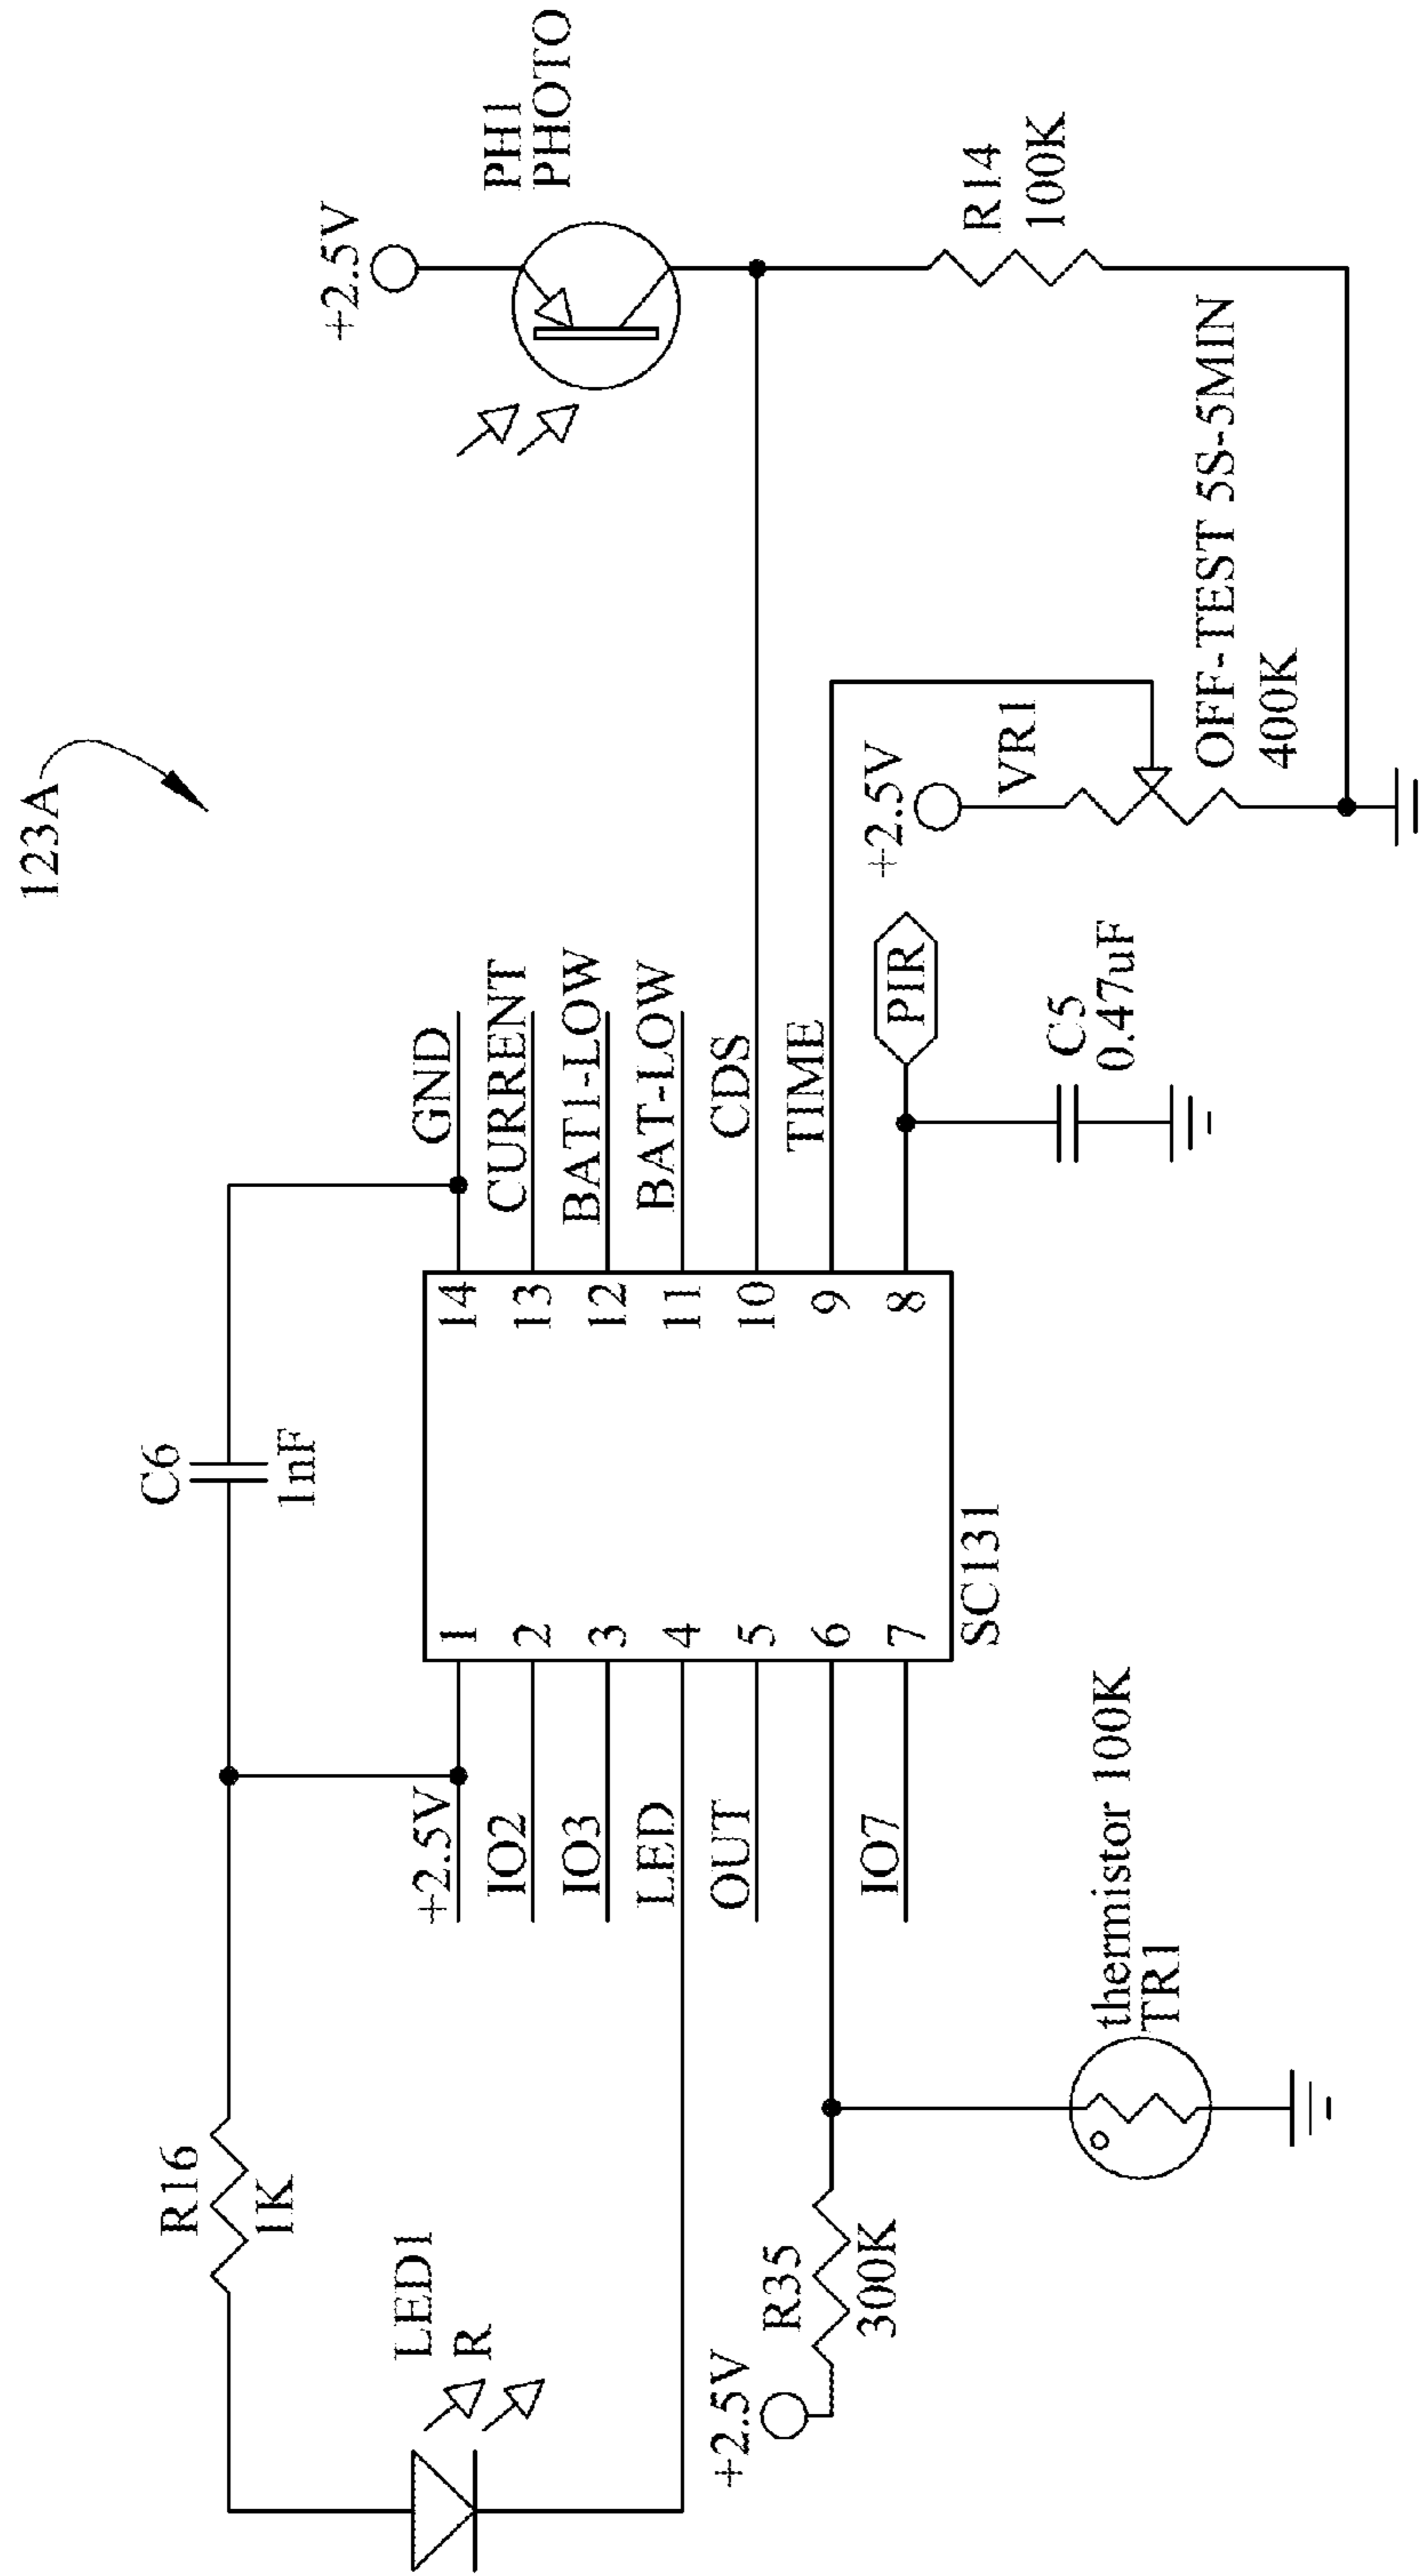 123A
C6
1nF
R16
1K
LED1
R
+2.5V
IO2
IO3
LED
OUT
IO7
1
2
3
4
5
6
7
14
13
12
11
10
9
8
SC131
GND
CURRENT
BAT1-LOW
BAT-LOW
CDS
TIME
PIR
C5
0.47uF
+2.5V
PH1
PHOTO
R14
100K
+2.5V
VR1
OFF-TEST 5S-5MIN
400K
+2.5V
R35
300K
thermistor 100K
TR1